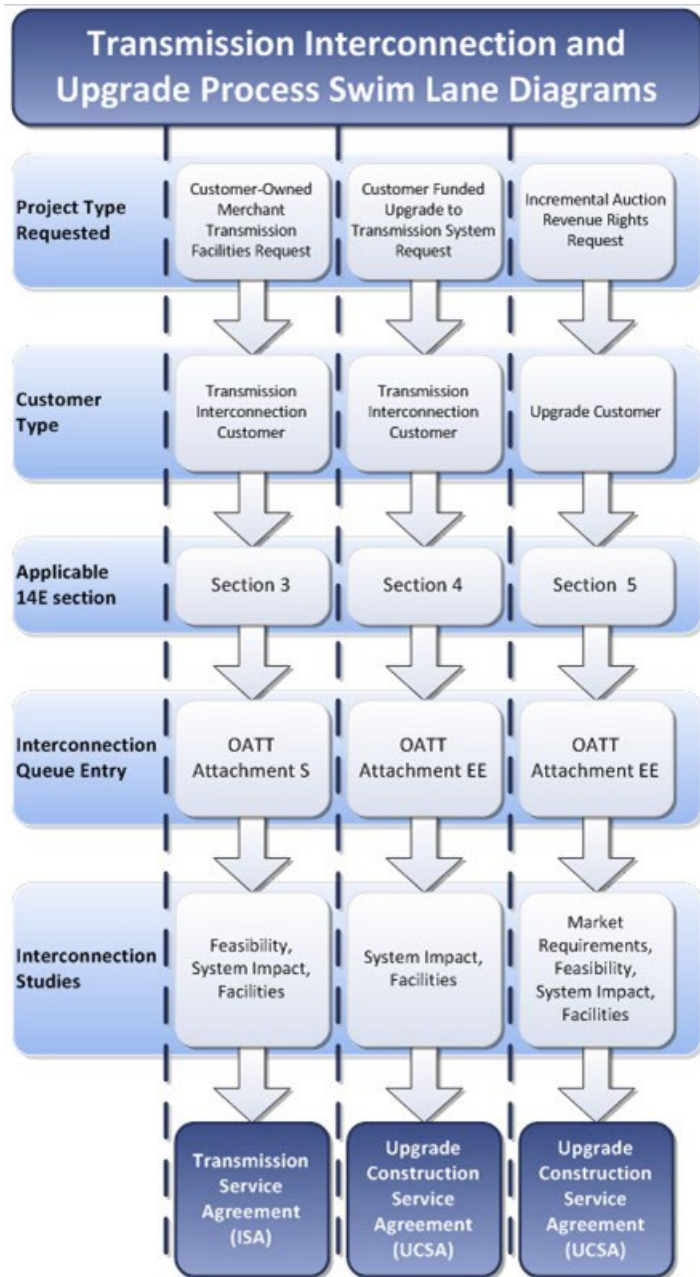 Transmission Interconnection and
Upgrade Process Swim Lane Diagrams
Project Type
Requested
Customer-Owned
Merchant
Transmission
Facilities Request
Customer Funded
Upgrade to
Transmission System
Request
Incremental Auction
Revenue Rights
Request
Customer
Type
Transmission
Interconnection
Customer
Transmission
Interconnection
Customer
Upgrade Customer
Applicable
14E section
Section 3
Section 4
Section 5
Interconnection
Queue Entry
OATT
Attachment S
OATT
Attachment EE
OATT
Attachment EE
Interconnection
Studies
Feasibility,
System Impact,
Facilities
System Impact,
Facilities
Market
Requirements,
Feasibility,
System Impact,
Facilities
Transmission
Service
Agreement
(ISA)
Upgrade
Construction
Service
Agreement
(UCSA)
Upgrade
Construction
Service
Agreement
(UCSA)